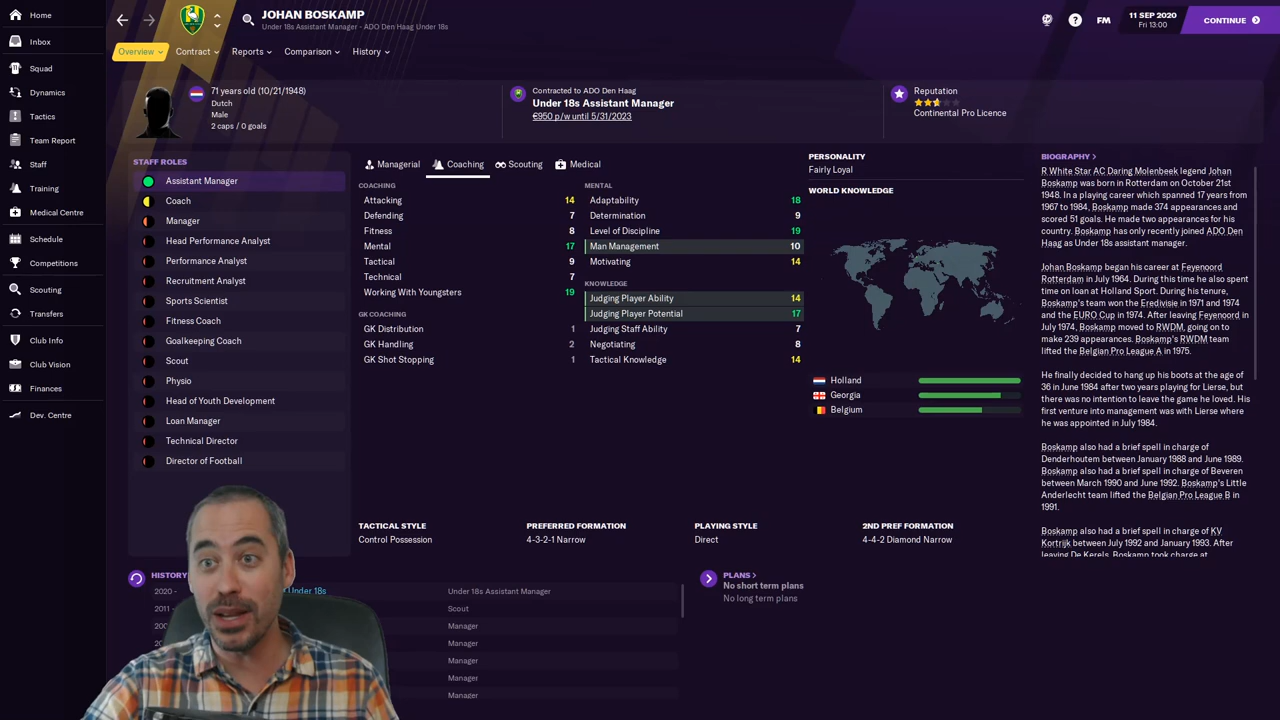 Home
Inbox
Squad
Dynamics
Tactics
Team Report
Staff
Training
Medical Centre
Schedule
Competitions
Scouting
Transfers
Club Info
Club Vision
Finances
Dev. Centre
JOHAN BOSKAMP
Under 18s Assistant Manager - ADO Den Haag Under 18s
FM
11 SEP 2020
Fri 13:00
CONTINUE
Overview
Contract
Reports
Comparison
History
71 years old (10/21/1948)
Dutch
Male
2 caps / 0 goals
Contracted to ADO Den Haag
Under 18s Assistant Manager
€950 p/w until 5/31/2023
Reputation
Continental Pro Licence
STAFF ROLES
Assistant Manager
Coach
Manager
Head Performance Analyst
Performance Analyst
Recruitment Analyst
Sports Scientist
Fitness Coach
Goalkeeping Coach
Scout
Physio
Head of Youth Development
Loan Manager
Technical Director
Director of Football
Managerial
Coaching
Scouting
Medical
COACHING
Attacking 14
Defending 7
Fitness 8
Mental 17
Tactical 9
Technical 7
Working With Youngsters 19
GK COACHING
GK Distribution 1
GK Handling 2
GK Shot Stopping 1
MENTAL
Adaptability 18
Determination 9
Level of Discipline 19
Man Management 10
Motivating 14
KNOWLEDGE
Judging Player Ability 14
Judging Player Potential 17
Judging Staff Ability 7
Negotiating 8
Tactical Knowledge 14
PERSONALITY
Fairly Loyal
WORLD KNOWLEDGE
Holland
Georgia
Belgium
BIOGRAPHY
R White Star AC Daring Molenbeek legend Johan
Boskamp was born in Rotterdam on October 21st
1948. In a playing career which spanned 17 years from
1967 to 1984, Boskamp made 374 appearances and
scored 51 goals. He made two appearances for his
country. Boskamp has only recently joined ADO Den
Haag as Under 18s assistant manager.
Johan Boskamp began his career at Feyenoord
Rotterdam in July 1964. During this time he also spent
time on loan at Holland Sport. During his tenure,
Boskamp's team won the Eredivisie in 1971 and 1974
and the EURO Cup in 1974. After leaving Feyenoord in
July 1974, Boskamp moved to RWDM, going on to
make 239 appearances. Boskamp's RWDM team
lifted the Belgian Pro League A in 1975.
He finally decided to hang up his boots at the age of
36 in June 1984 after two years playing for Lierse, but
there was no intention to leave the game he loved. His
first venture into management was with Lierse where
he was appointed in July 1984.
Boskamp also had a brief spell in charge of
Denderhoutem between January 1988 and June 1989.
Boskamp also had a brief spell in charge of Beveren
between March 1990 and June 1992. Boskamp's Little
Anderlecht team lifted the Belgian Pro League B in
1991.
Boskamp also had a brief spell in charge of KV
Kortrijk between July 1992 and January 1993. After
leaving De Kerels, Boskamp took charge at
TACTICAL STYLE
Control Possession
PREFERRED FORMATION
4-3-2-1 Narrow
PLAYING STYLE
Direct
2ND PREF FORMATION
4-4-2 Diamond Narrow
HISTORY
2020 - Under 18s Under 18s Assistant Manager
2011 - Scout
Manager
Manager
Manager
Manager
Manager
PLANS
No short term plans
No long term plans